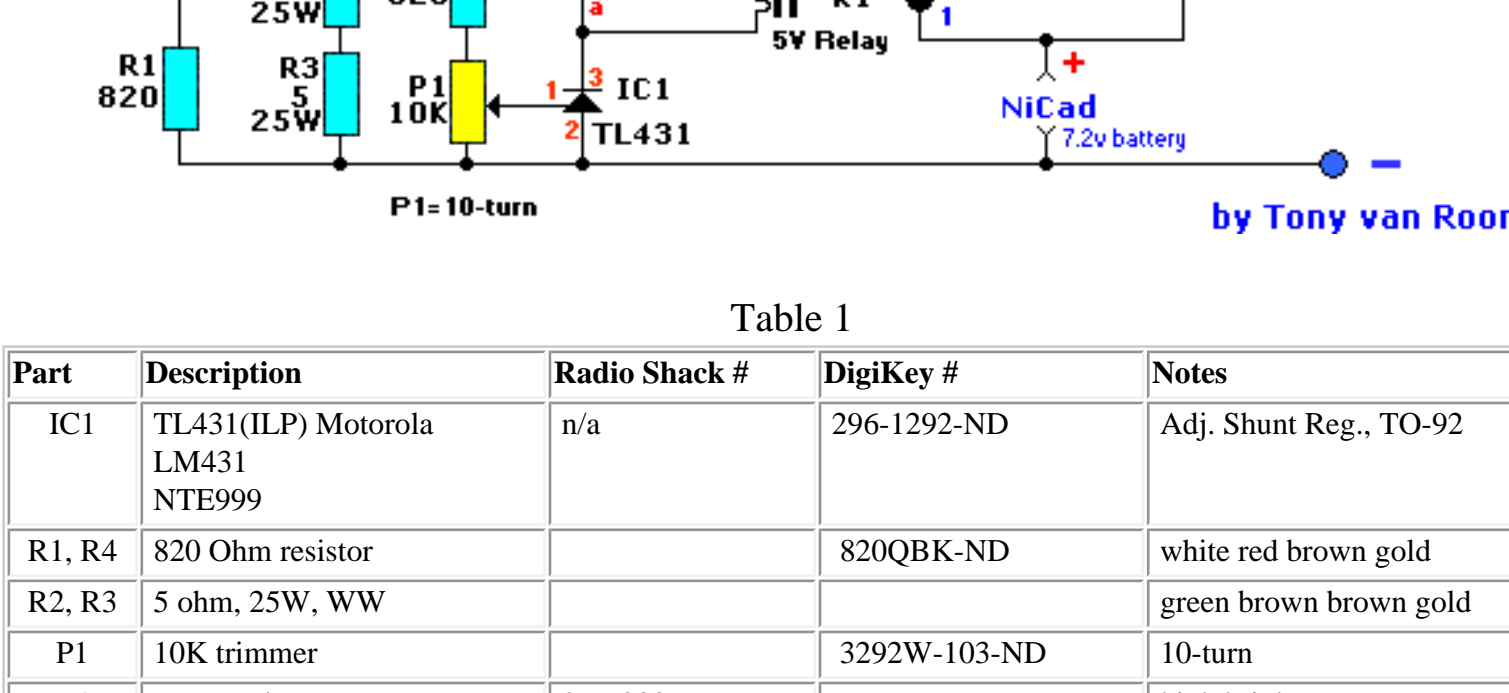 25W
a
5V Relay
1
R1
820
R3
5
25W
P1
10K
1
3
IC1
2
TL431
+
NiCad
7.2v battery
−
P1=10-turn
by Tony van Roon
Table 1
Part Description Radio Shack # DigiKey # Notes
IC1 TL431(ILP) Motorola n/a 296-1292-ND Adj. Shunt Reg., TO-92
LM431
NTE999
R1, R4 820 Ohm resistor 820QBK-ND white red brown gold
R2, R3 5 ohm, 25W, WW green brown brown gold
P1 10K trimmer 3292W-103-ND 10-turn